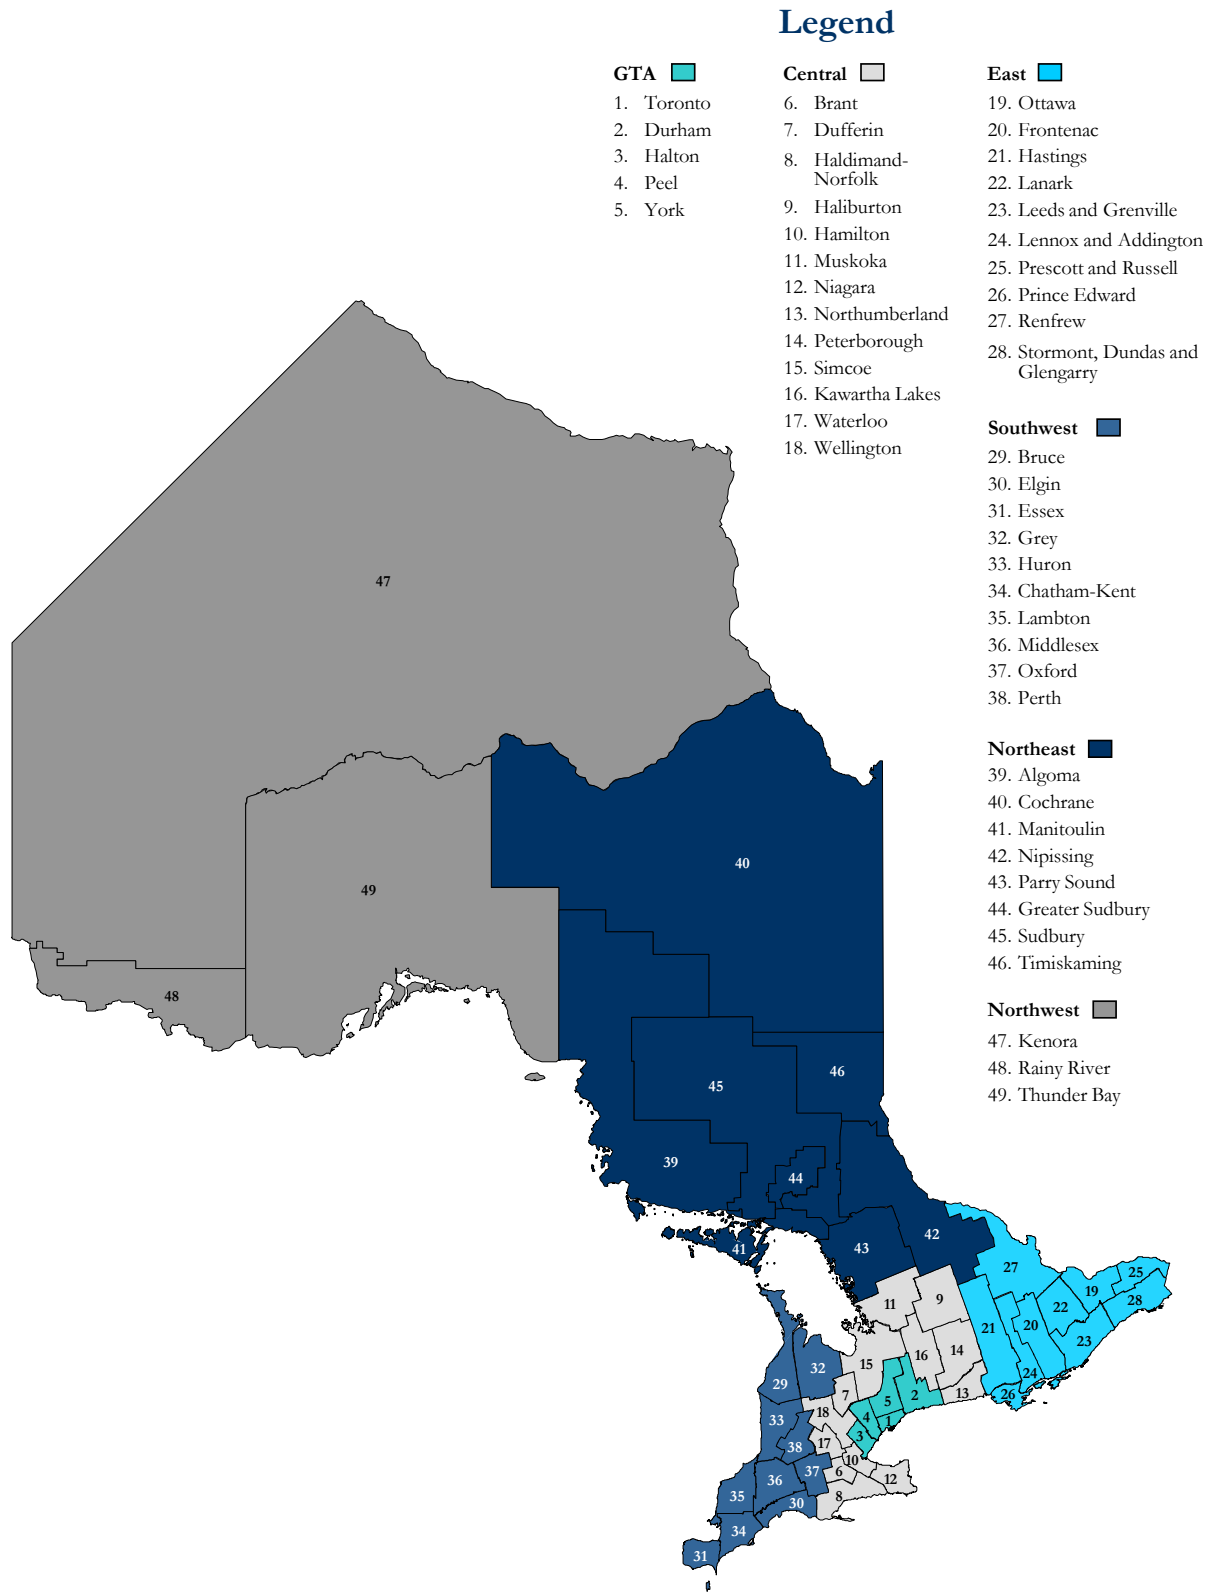 Legend
GTA
1. Toronto
2. Durham
3. Halton
4. Peel
5. York
Central
6. Brant
7. Dufferin
8. Haldimand-
Norfolk
9. Haliburton
10. Hamilton
11. Muskoka
12. Niagara
13. Northumberland
14. Peterborough
15. Simcoe
16. Kawartha Lakes
17. Waterloo
18. Wellington
East
19. Ottawa
20. Frontenac
21. Hastings
22. Lanark
23. Leeds and Grenville
24. Lennox and Addington
25. Prescott and Russell
26. Prince Edward
27. Renfrew
28. Stormont, Dundas and
Glengarry
Southwest
29. Bruce
30. Elgin
31. Essex
32. Grey
33. Huron
34. Chatham-Kent
35. Lambton
36. Middlesex
37. Oxford
38. Perth
Northeast
39. Algoma
40. Cochrane
41. Manitoulin
42. Nipissing
43. Parry Sound
44. Greater Sudbury
45. Sudbury
46. Timiskaming
Northwest
47. Kenora
48. Rainy River
49. Thunder Bay
47
40
49
48
46
45
39
44
42
43
41
27
25
19
28
9
11
22
20
21
23
14
16
15
32
24
29
26
13
7
2
5
18
4
33
1
3
17
38
10
37
6
36
12
35
8
30
34
31